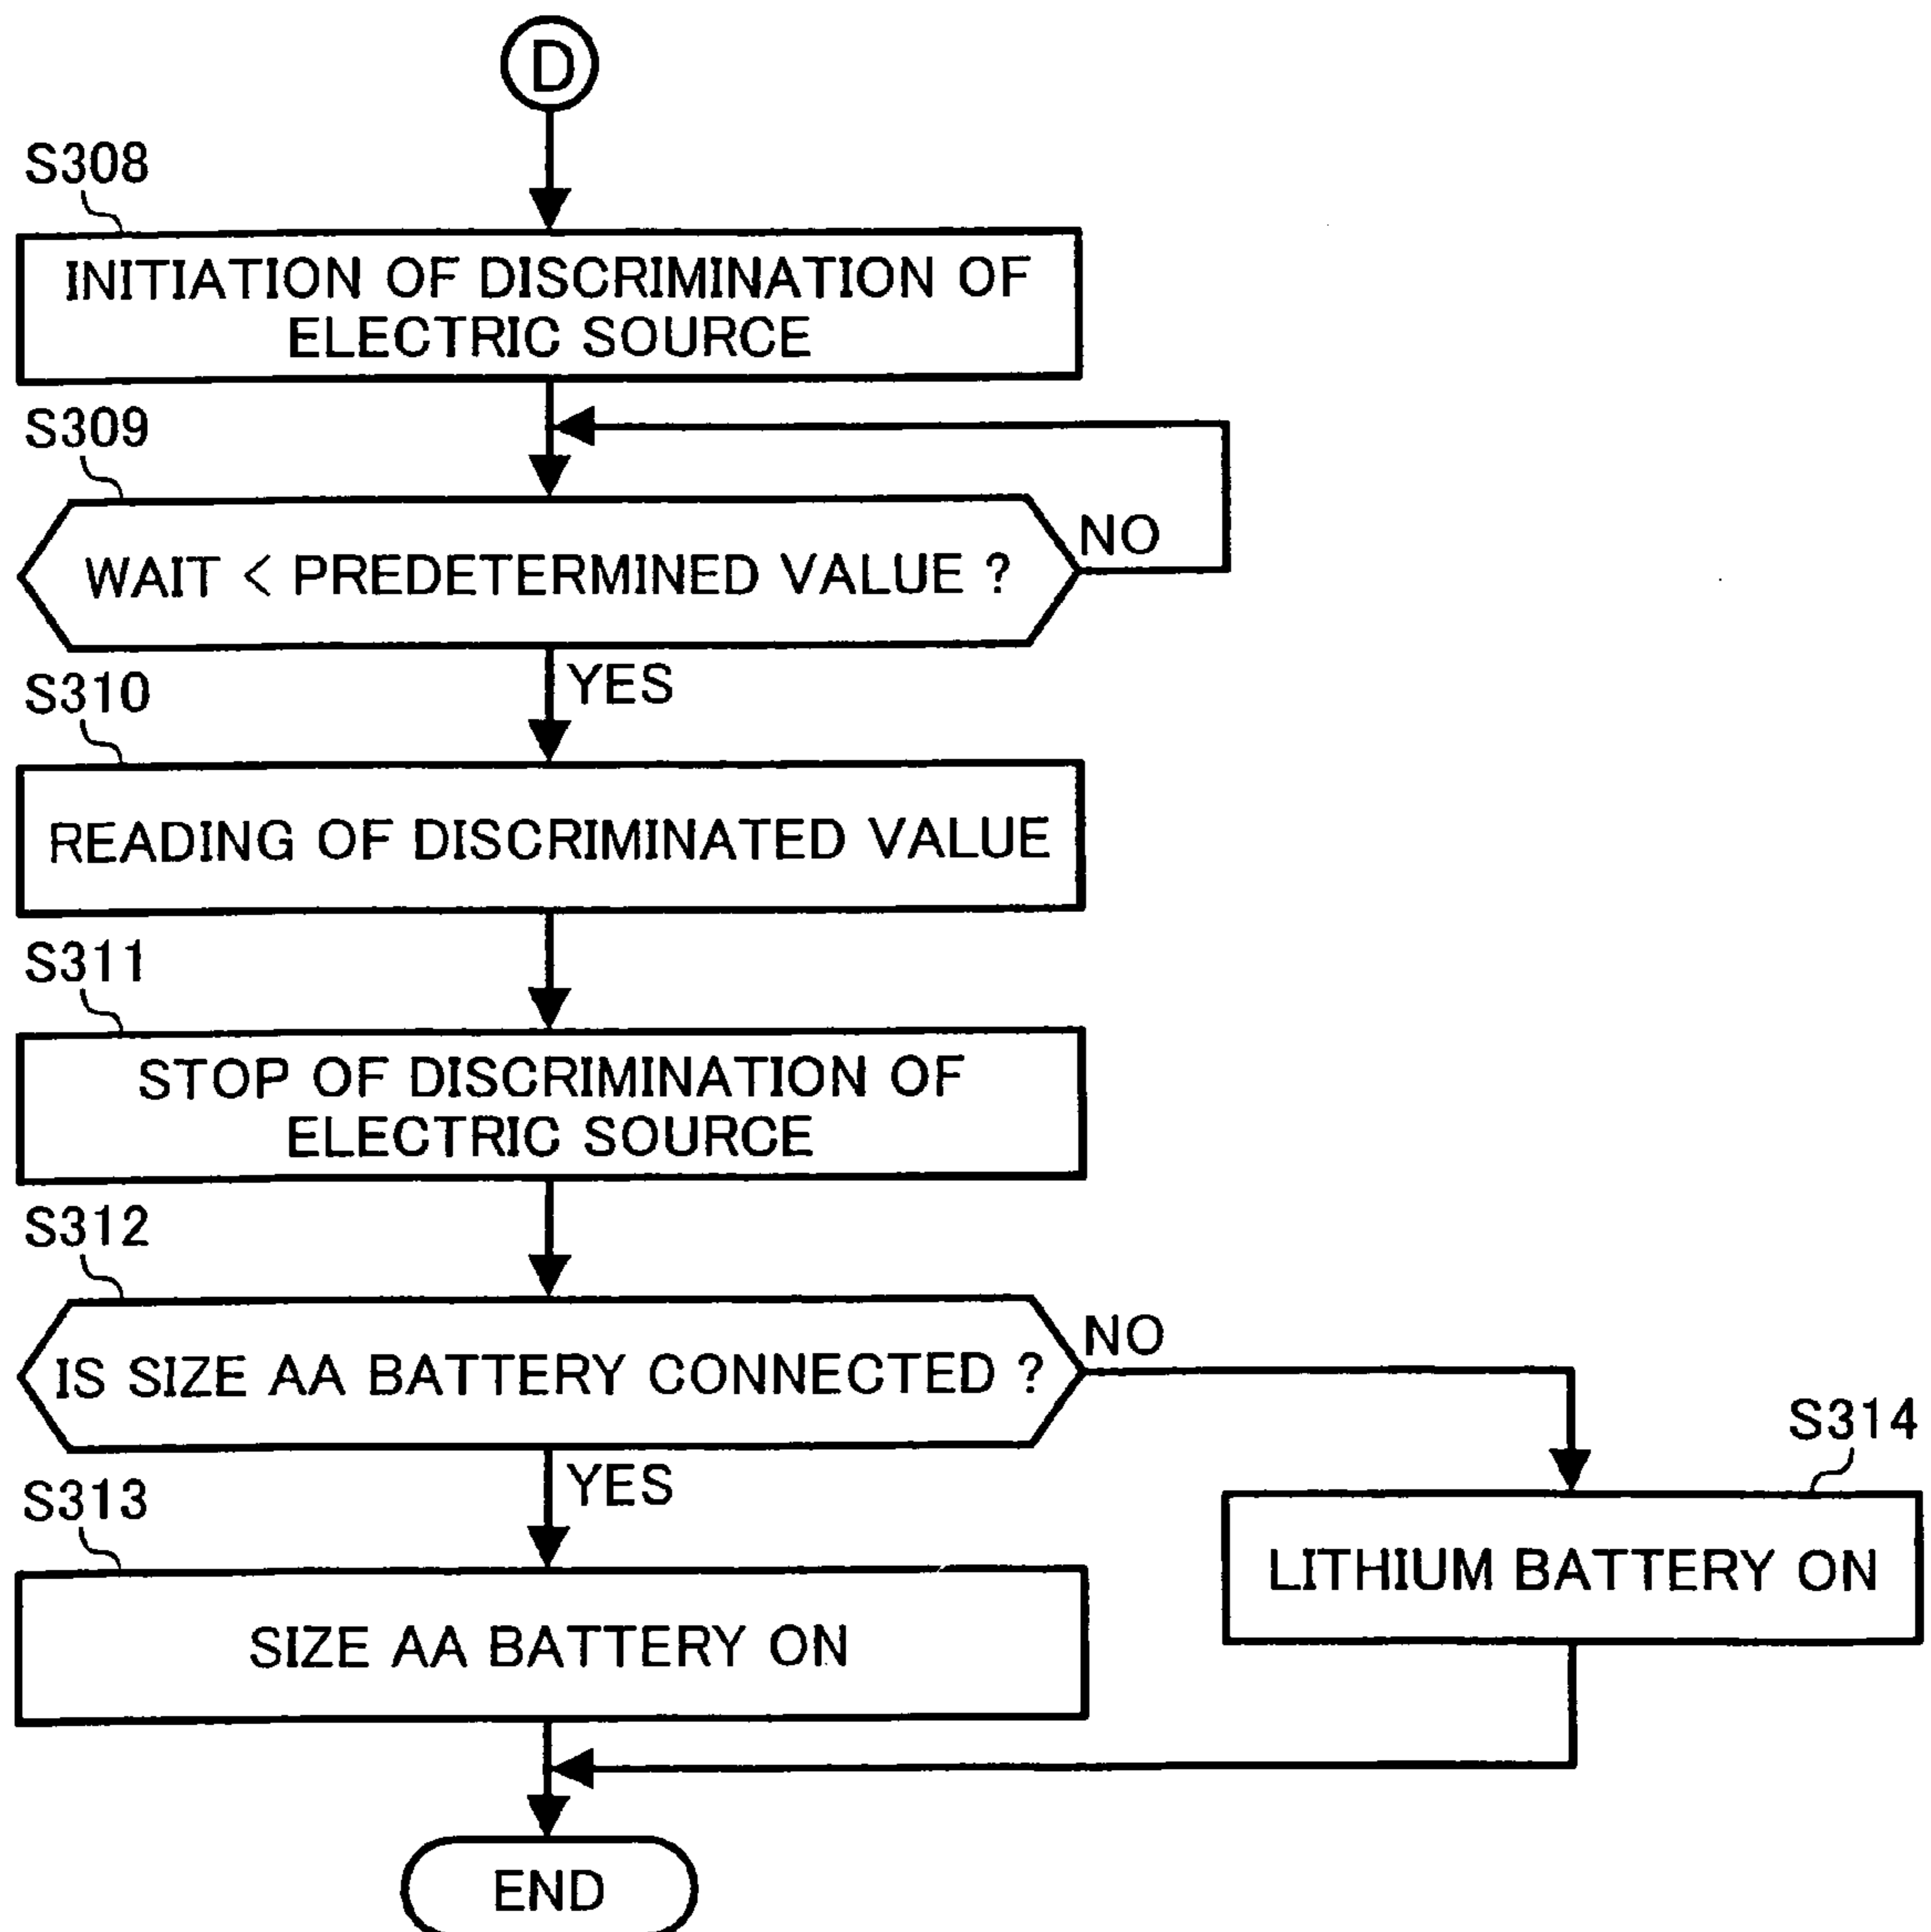 D
S308
INITIATION OF DISCRIMINATION OF
ELECTRIC SOURCE
S309
WAIT < PREDETERMINED VALUE ?
NO
YES
S310
READING OF DISCRIMINATED VALUE
S311
STOP OF DISCRIMINATION OF
ELECTRIC SOURCE
S312
IS SIZE AA BATTERY CONNECTED ?
NO
YES
S313
SIZE AA BATTERY ON
S314
LITHIUM BATTERY ON
END